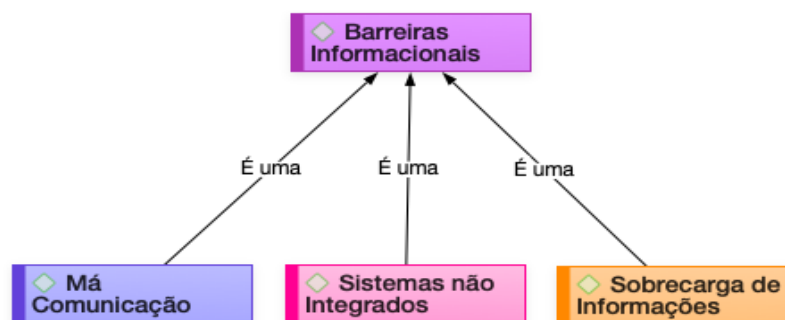 Barreiras
Informacionais
É uma
É uma
É uma
Má
Comunicação
Sistemas não
Integrados
Sobrecarga de
Informações